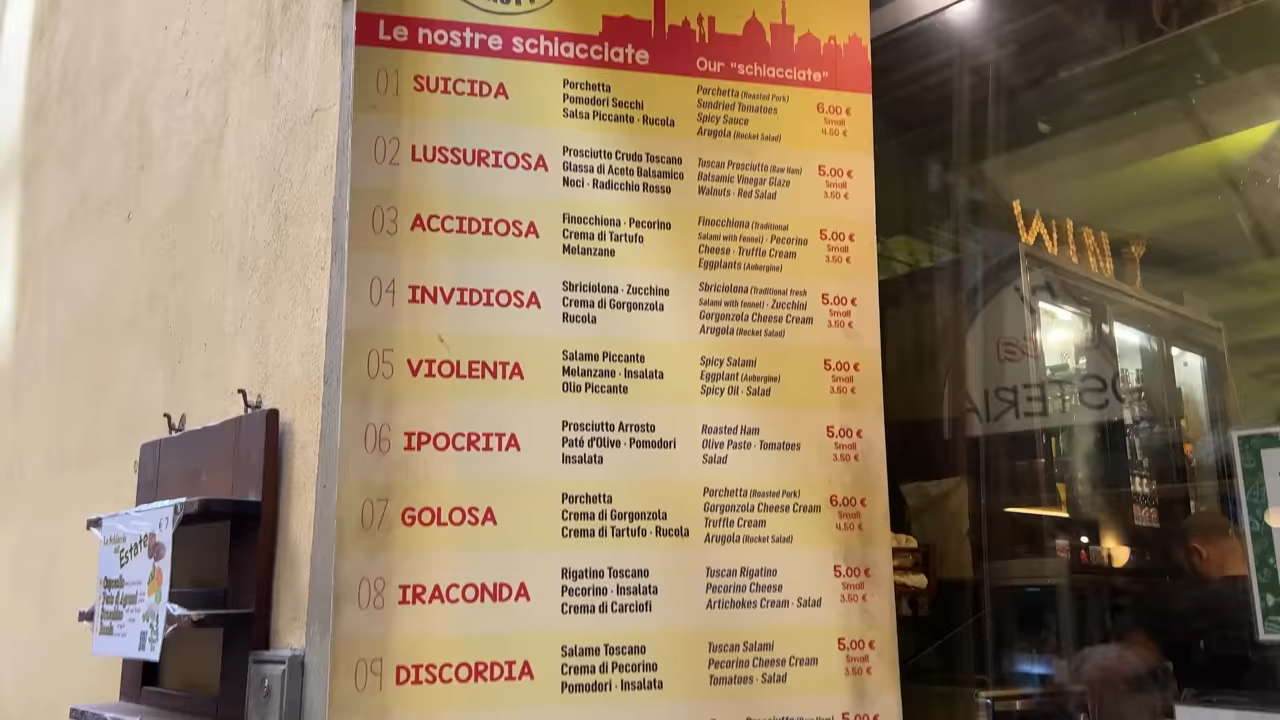 Le nostre schiacciate
Our "schiacciate"
01 SUICIDA
Porchetta
Pomodori Secchi
Salsa Piccante · Rucola
Porchetta (Roasted Pork)
Sundried Tomatoes
Spicy Sauce
Arugola (Rocket Salad)
6.00 €
Small
4.50 €
02 LUSSURIOSA
Prosciutto Crudo Toscano
Glassa di Aceto Balsamico
Noci · Radicchio Rosso
Tuscan Prosciutto (Raw Ham)
Balsamic Vinegar Glaze
Walnuts · Red Salad
5.00 €
Small
3.50 €
03 ACCIDIOSA
Finocchiona · Pecorino
Crema di Tartufo
Melanzane
Finocchiona (Traditional
Salami with Fennel) · Pecorino
Cheese · Truffle Cream
Eggplants (Aubergine)
5.00 €
Small
3.50 €
04 INVIDIOSA
Sbriciolona · Zucchine
Crema di Gorgonzola
Rucola
Sbriciolona (Traditional fresh
Salami with fennel) · Zucchini
Gorgonzola Cheese Cream
Arugola (Rocket Salad)
5.00 €
Small
3.50 €
05 VIOLENTA
Salame Piccante
Melanzane · Insalata
Olio Piccante
Spicy Salami
Eggplant (Aubergine)
Spicy Oil · Salad
5.00 €
Small
3.50 €
06 IPOCRITA
Prosciutto Arrosto
Paté d'Olive · Pomodori
Insalata
Roasted Ham
Olive Paste · Tomatoes
Salad
5.00 €
Small
3.50 €
07 GOLOSA
Porchetta
Crema di Gorgonzola
Crema di Tartufo · Rucola
Porchetta (Roasted Pork)
Gorgonzola Cheese Cream
Truffle Cream
Arugola (Rocket Salad)
6.00 €
Small
4.50 €
08 IRACONDA
Rigatino Toscano
Pecorino · Insalata
Crema di Carciofi
Tuscan Rigatino
Pecorino Cheese
Artichokes Cream · Salad
5.00 €
Small
3.50 €
09 DISCORDIA
Salame Toscano
Crema di Pecorino
Pomodori · Insalata
Tuscan Salami
Pecorino Cheese Cream
Tomatoes · Salad
5.00 €
Small
3.50 €
5.00 €
€ 7
Estate
WINE
OSTERIA